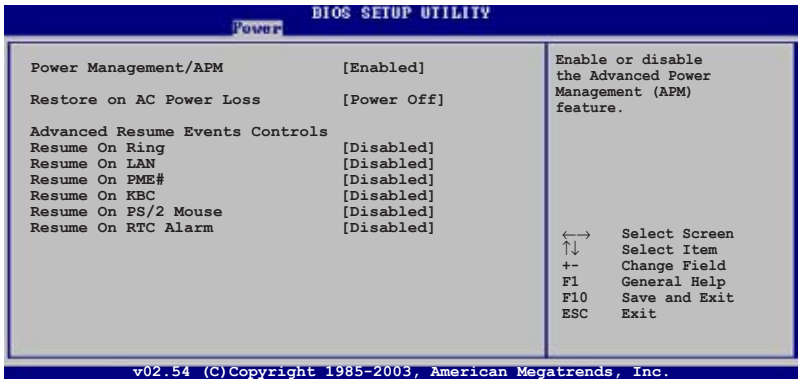 BIOS SETUP UTILITY
Power
Power Management/APM [Enabled]
Restore on AC Power Loss [Power Off]
Advanced Resume Events Controls
Resume On Ring [Disabled]
Resume On LAN [Disabled]
Resume On PME# [Disabled]
Resume On KBC [Disabled]
Resume On PS/2 Mouse [Disabled]
Resume On RTC Alarm [Disabled]
Enable or disable
the Advanced Power
Management (APM)
feature.
←→ Select Screen
↑↓ Select Item
+- Change Field
F1 General Help
F10 Save and Exit
ESC Exit
v02.54 (C)Copyright 1985-2003, American Megatrends, Inc.